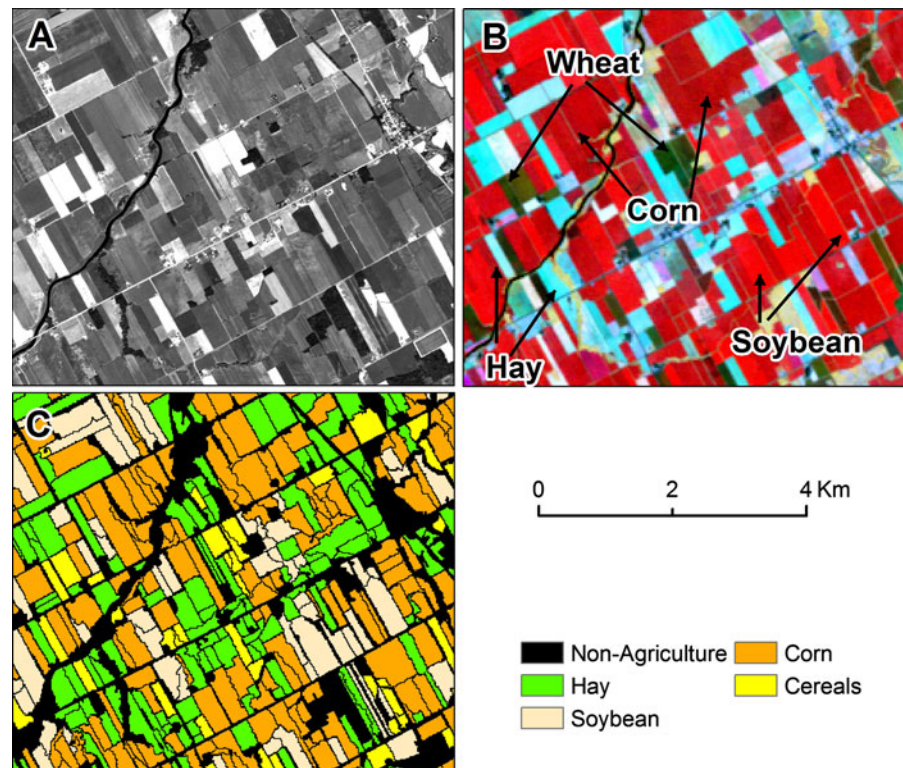 A
B
Wheat
Corn
Hay
Soybean
C
0 2 4 Km
Non-Agriculture Corn
Hay Cereals
Soybean